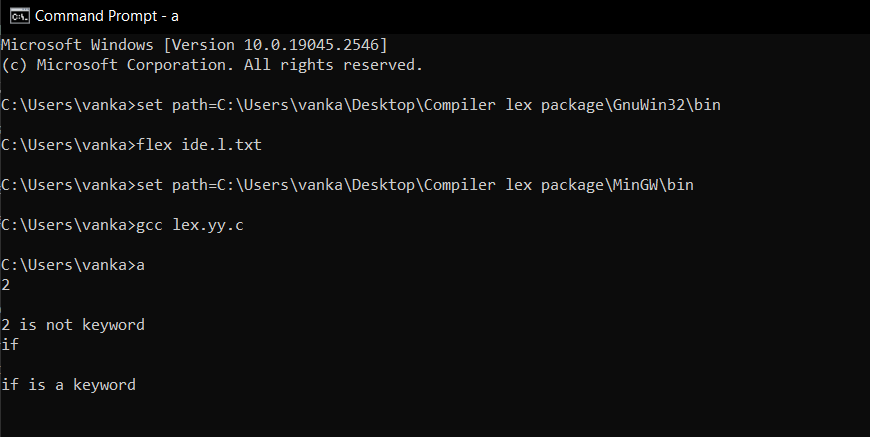 Command Prompt - a
Microsoft Windows [Version 10.0.19045.2546]
(c) Microsoft Corporation. All rights reserved.
C:\Users\vanka>set path=C:\Users\vanka\Desktop\Compiler lex package\GnuWin32\bin
C:\Users\vanka>flex ide.l.txt
C:\Users\vanka>set path=C:\Users\vanka\Desktop\Compiler lex package\MinGW\bin
C:\Users\vanka>gcc lex.yy.c
C:\Users\vanka>a
2
2 is not keyword
if
if is a keyword